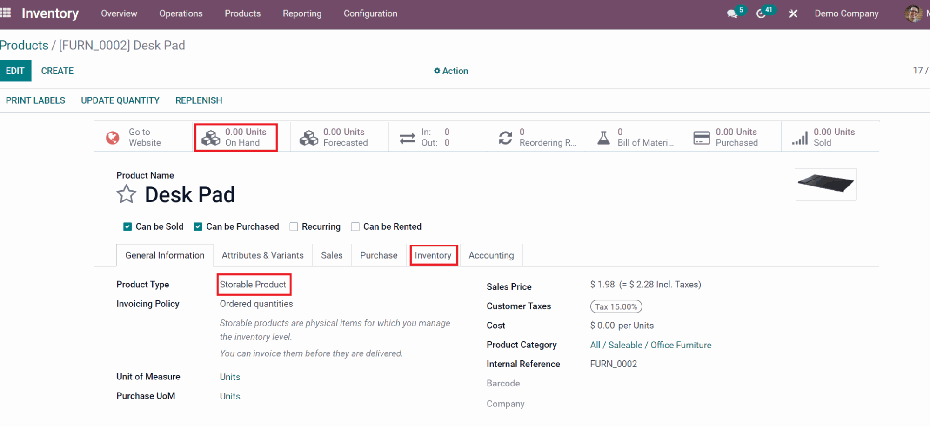 Inventory Overview Operations Products Reporting Configuration 5 41 Demo Company
Products / [FURN_0002] Desk Pad
EDIT CREATE Action 17 /
PRINT LABELS UPDATE QUANTITY REPLENISH
Go to 0.00 Units 0.00 Units In: 0 0 0 0.00 Units 0.00 Units
Website On Hand Forecasted Out: 0 Reordering R... Bill of Materi... Purchased Sold
Product Name
Desk Pad
Can be Sold Can be Purchased Recurring Can be Rented
General Information Attributes & Variants Sales Purchase Inventory Accounting
Product Type Storable Product Sales Price $ 1.98 (= $ 2.28 Incl. Taxes)
Invoicing Policy Ordered quantities Customer Taxes Tax 15.00%
Storable products are physical items for which you manage Cost $ 0.00 per Units
the inventory level. Product Category All / Saleable / Office Furniture
You can invoice them before they are delivered. Internal Reference FURN_0002
Unit of Measure Units Barcode
Purchase UoM Units Company